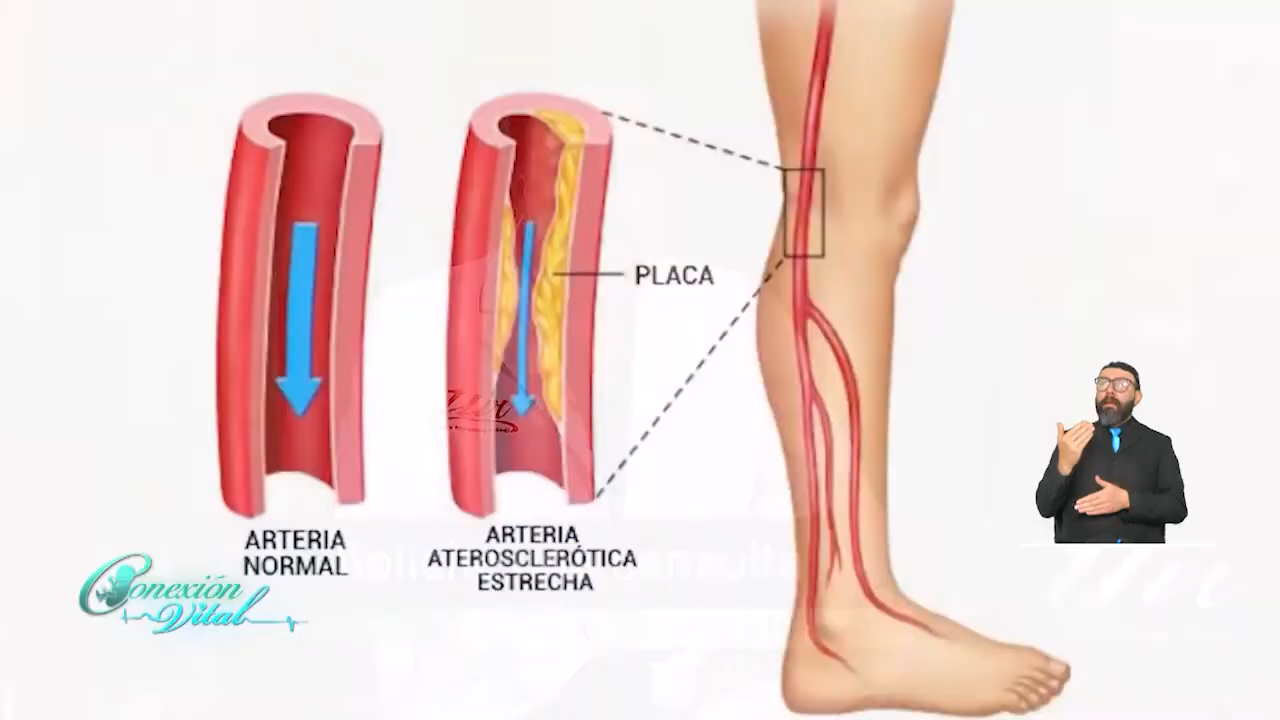 PLACA
ARTERIA
NORMAL
ARTERIA
ATEROSCLERÓTICA
ESTRECHA
Conexión
Vital